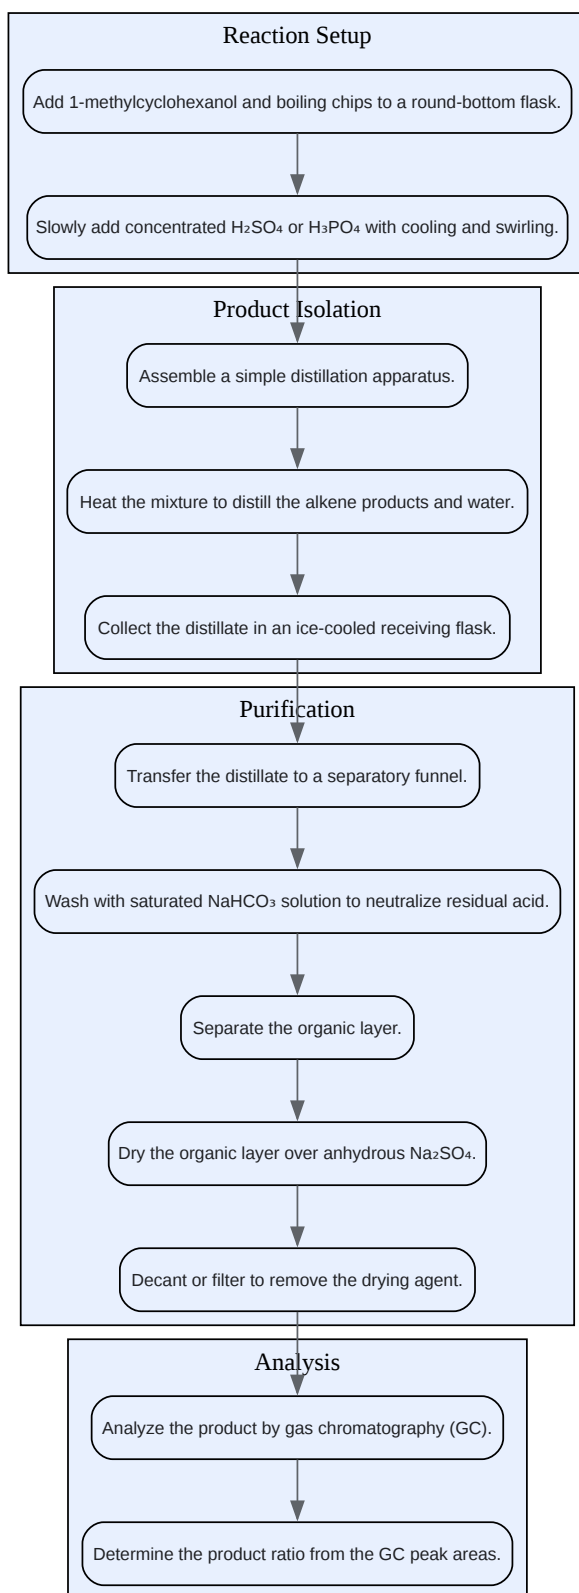 Reaction Setup
Add 1-methylcyclohexanol and boiling chips to a round-bottom flask.
Slowly add concentrated H₂SO₄ or H₃PO₄ with cooling and swirling.
Product Isolation
Assemble a simple distillation apparatus.
Heat the mixture to distill the alkene products and water.
Collect the distillate in an ice-cooled receiving flask.
Purification
Transfer the distillate to a separatory funnel.
Wash with saturated NaHCO₃ solution to neutralize residual acid.
Separate the organic layer.
Dry the organic layer over anhydrous Na₂SO₄.
Decant or filter to remove the drying agent.
Analysis
Analyze the product by gas chromatography (GC).
Determine the product ratio from the GC peak areas.